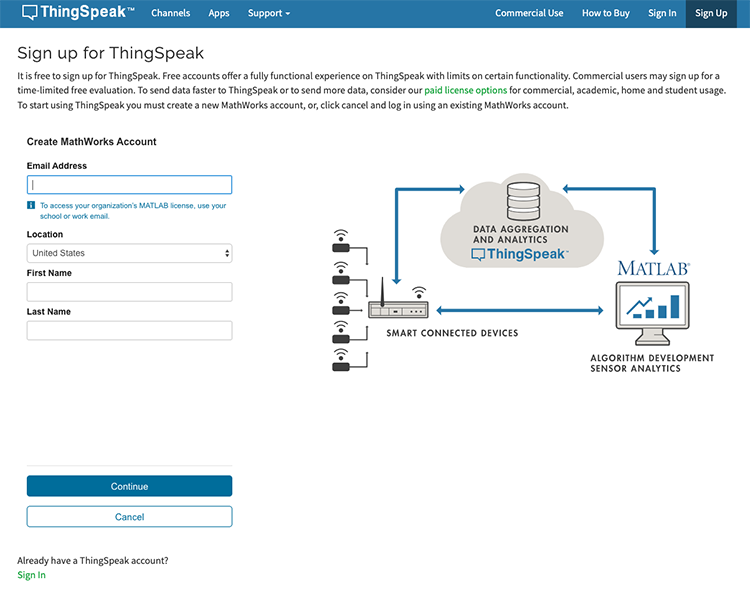 ThingSpeak™ Channels Apps Support Commercial Use How to Buy Sign In Sign Up
Sign up for ThingSpeak
It is free to sign up for ThingSpeak. Free accounts offer a fully functional experience on ThingSpeak with limits on certain functionality. Commercial users may sign up for a
time-limited free evaluation. To send data faster to ThingSpeak or to send more data, consider our paid license options for commercial, academic, home and student usage.
To start using ThingSpeak you must create a new MathWorks account, or, click cancel and log in using an existing MathWorks account.
Create MathWorks Account
Email Address
To access your organization's MATLAB license, use your
school or work email.
Location
United States
First Name
Last Name
DATA AGGREGATION
AND ANALYTICS
ThingSpeak™
MATLAB®
SMART CONNECTED DEVICES
ALGORITHM DEVELOPMENT
SENSOR ANALYTICS
Continue
Cancel
Already have a ThingSpeak account?
Sign In